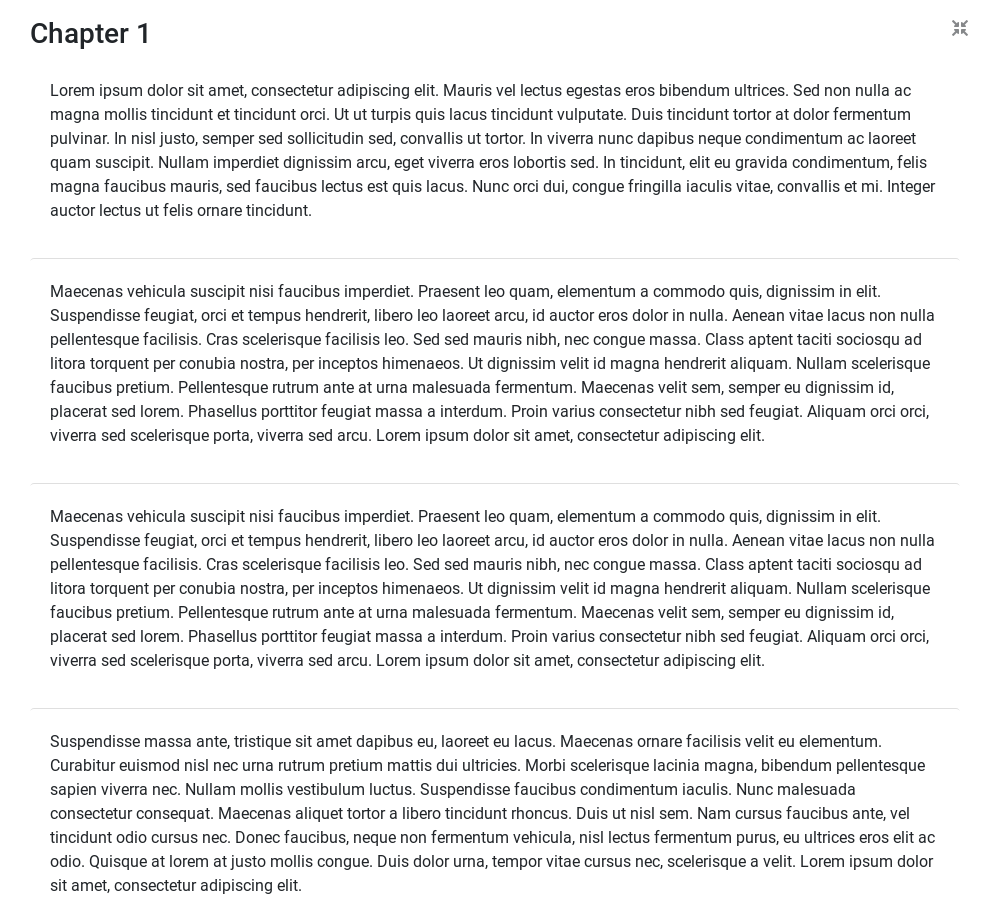 Chapter 1
Lorem ipsum dolor sit amet, consectetur adipiscing elit. Mauris vel lectus egestas eros bibendum ultrices. Sed non nulla ac
magna mollis tincidunt et tincidunt orci. Ut ut turpis quis lacus tincidunt vulputate. Duis tincidunt tortor at dolor fermentum
pulvinar. In nisl justo, semper sed sollicitudin sed, convallis ut tortor. In viverra nunc dapibus neque condimentum ac laoreet
quam suscipit. Nullam imperdiet dignissim arcu, eget viverra eros lobortis sed. In tincidunt, elit eu gravida condimentum, felis
magna faucibus mauris, sed faucibus lectus est quis lacus. Nunc orci dui, congue fringilla iaculis vitae, convallis et mi. Integer
auctor lectus ut felis ornare tincidunt.
Maecenas vehicula suscipit nisi faucibus imperdiet. Praesent leo quam, elementum a commodo quis, dignissim in elit.
Suspendisse feugiat, orci et tempus hendrerit, libero leo laoreet arcu, id auctor eros dolor in nulla. Aenean vitae lacus non nulla
pellentesque facilisis. Cras scelerisque facilisis leo. Sed sed mauris nibh, nec congue massa. Class aptent taciti sociosqu ad
litora torquent per conubia nostra, per inceptos himenaeos. Ut dignissim velit id magna hendrerit aliquam. Nullam scelerisque
faucibus pretium. Pellentesque rutrum ante at urna malesuada fermentum. Maecenas velit sem, semper eu dignissim id,
placerat sed lorem. Phasellus porttitor feugiat massa a interdum. Proin varius consectetur nibh sed feugiat. Aliquam orci orci,
viverra sed scelerisque porta, viverra sed arcu. Lorem ipsum dolor sit amet, consectetur adipiscing elit.
Maecenas vehicula suscipit nisi faucibus imperdiet. Praesent leo quam, elementum a commodo quis, dignissim in elit.
Suspendisse feugiat, orci et tempus hendrerit, libero leo laoreet arcu, id auctor eros dolor in nulla. Aenean vitae lacus non nulla
pellentesque facilisis. Cras scelerisque facilisis leo. Sed sed mauris nibh, nec congue massa. Class aptent taciti sociosqu ad
litora torquent per conubia nostra, per inceptos himenaeos. Ut dignissim velit id magna hendrerit aliquam. Nullam scelerisque
faucibus pretium. Pellentesque rutrum ante at urna malesuada fermentum. Maecenas velit sem, semper eu dignissim id,
placerat sed lorem. Phasellus porttitor feugiat massa a interdum. Proin varius consectetur nibh sed feugiat. Aliquam orci orci,
viverra sed scelerisque porta, viverra sed arcu. Lorem ipsum dolor sit amet, consectetur adipiscing elit.
Suspendisse massa ante, tristique sit amet dapibus eu, laoreet eu lacus. Maecenas ornare facilisis velit eu elementum.
Curabitur euismod nisl nec urna rutrum pretium mattis dui ultricies. Morbi scelerisque lacinia magna, bibendum pellentesque
sapien viverra nec. Nullam mollis vestibulum luctus. Suspendisse faucibus condimentum iaculis. Nunc malesuada
consectetur consequat. Maecenas aliquet tortor a libero tincidunt rhoncus. Duis ut nisl sem. Nam cursus faucibus ante, vel
tincidunt odio cursus nec. Donec faucibus, neque non fermentum vehicula, nisl lectus fermentum purus, eu ultrices eros elit ac
odio. Quisque at lorem at justo mollis congue. Duis dolor urna, tempor vitae cursus nec, scelerisque a velit. Lorem ipsum dolor
sit amet, consectetur adipiscing elit.